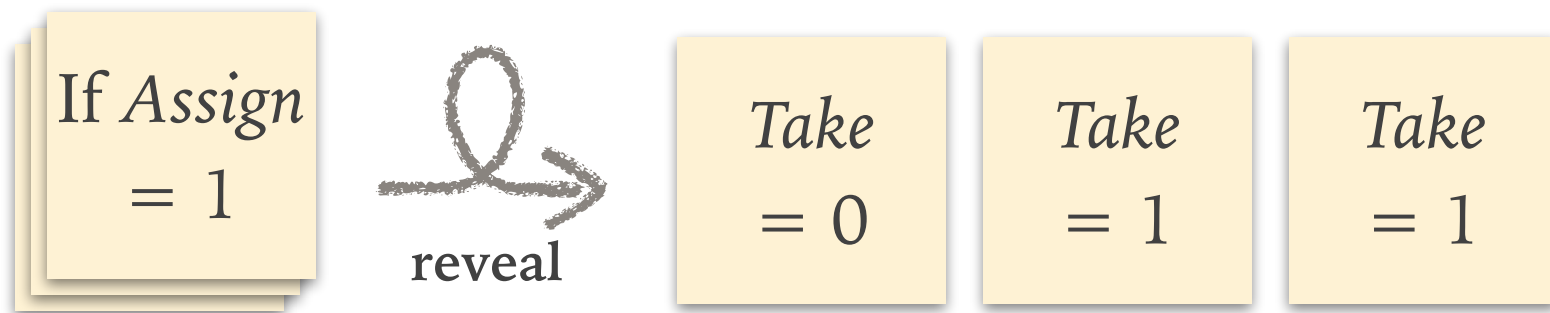 If Assign
= 1
reveal
Take
= 0
Take
= 1
Take
= 1